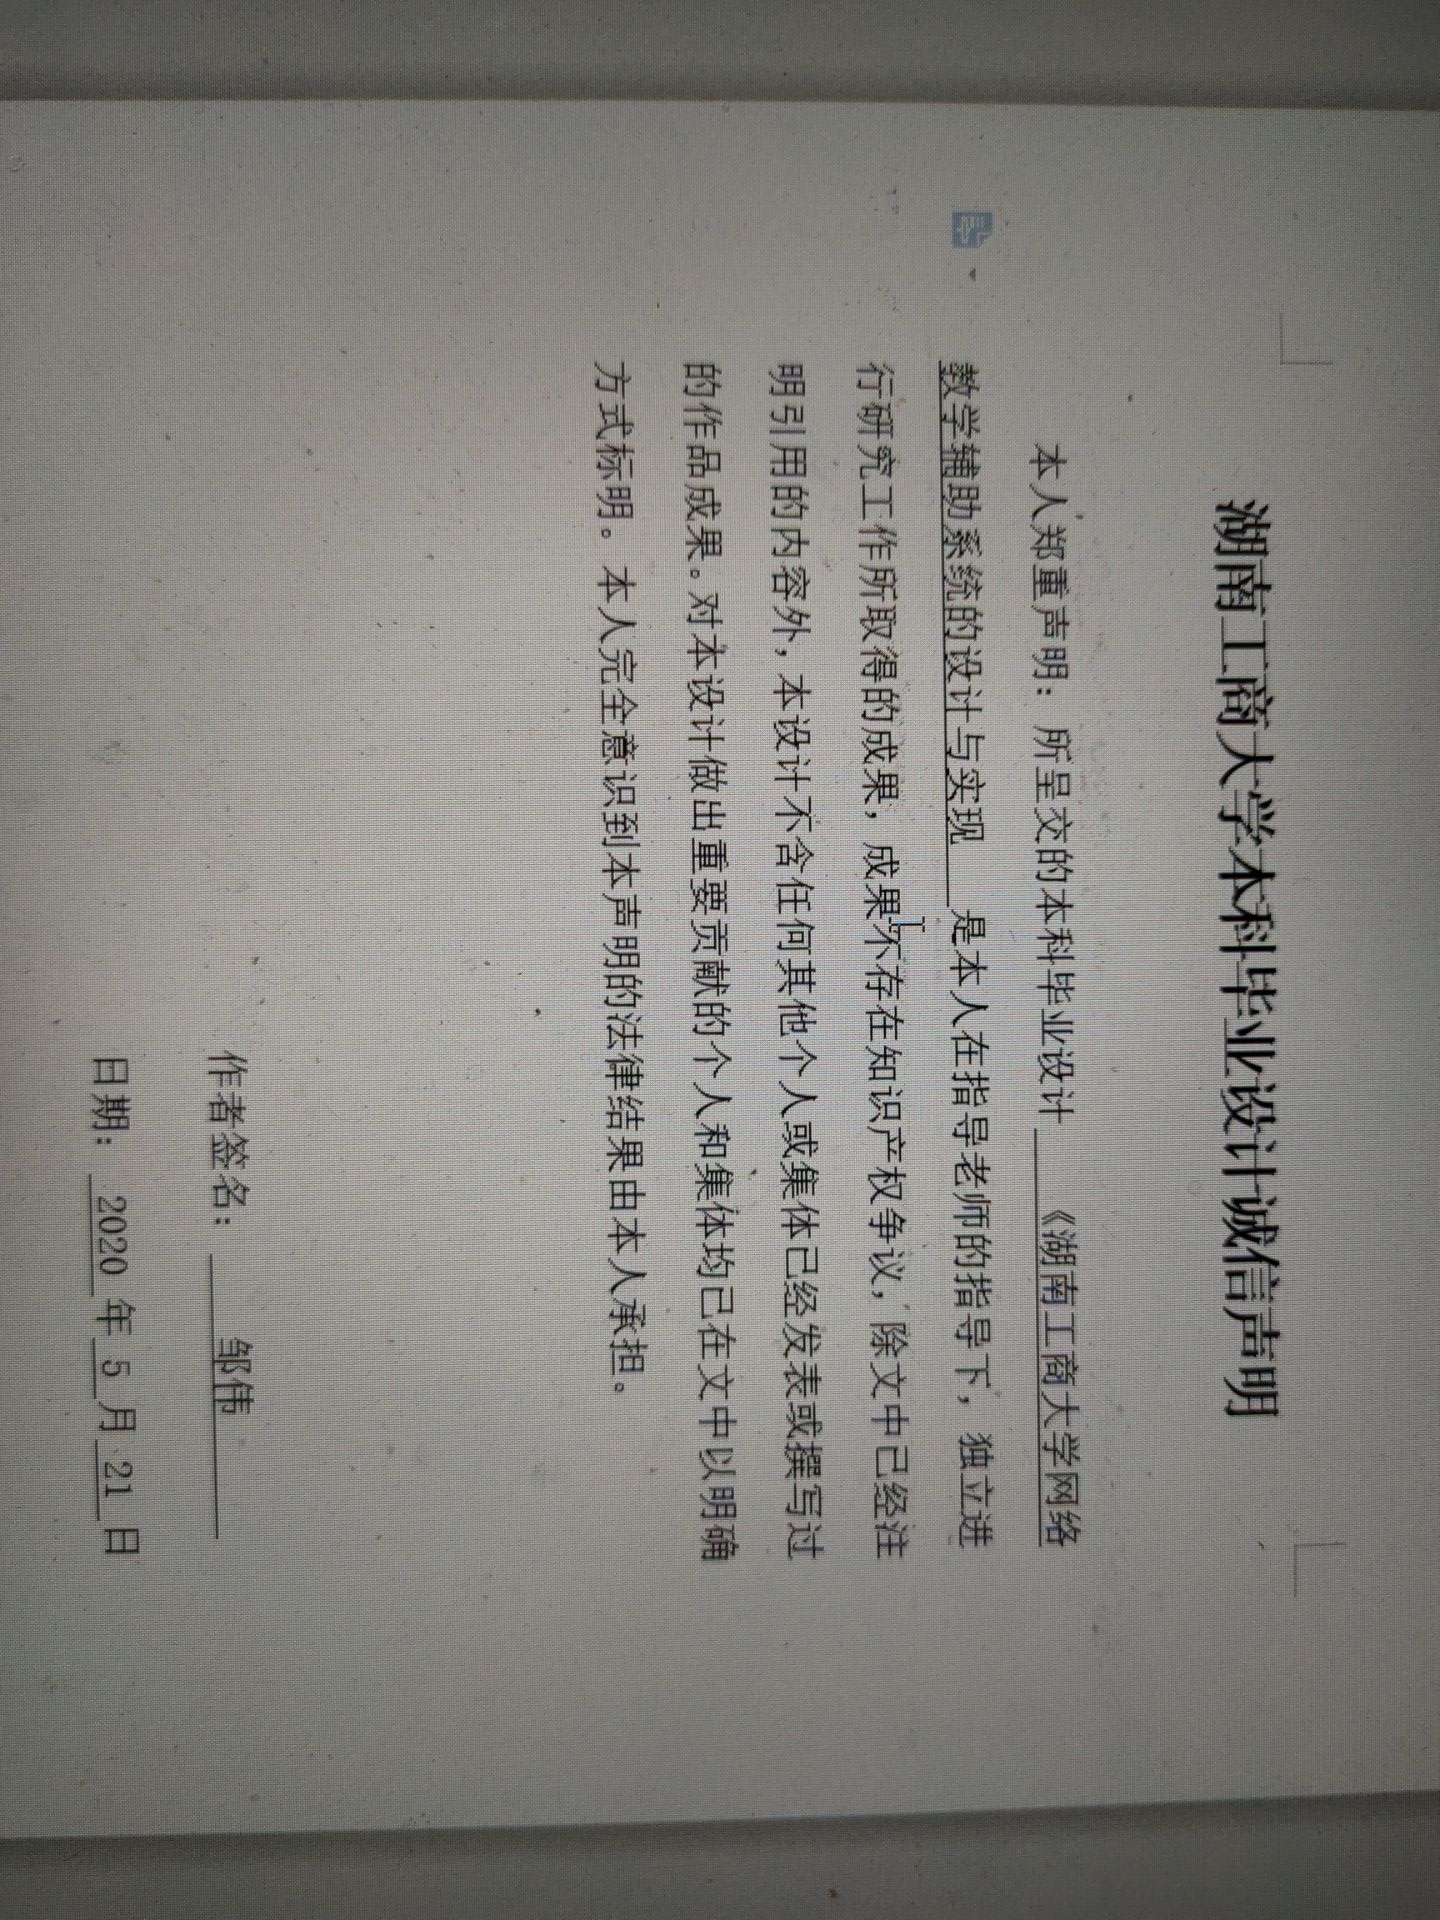 湖南工商大学本科毕业设计诚信声明
本人郑重声明：所呈交的本科毕业设计 《湖南工商大学网络
数学辅助系统的设计与实现 是本人在指导老师的指导下，独立进
行研究工作所取得的成果，成果不存在知识产权争议，除文中已经注
明引用的内容外，本设计不含任何其他个人或集体已经发表或撰写过
的作品成果。对本设计做出重要贡献的个人和集体均已在文中以明确
方式标明。本人完全意识到本声明的法律结果由本人承担。
作者签名： 邹伟
日期： 2020 年 5 月 21 日